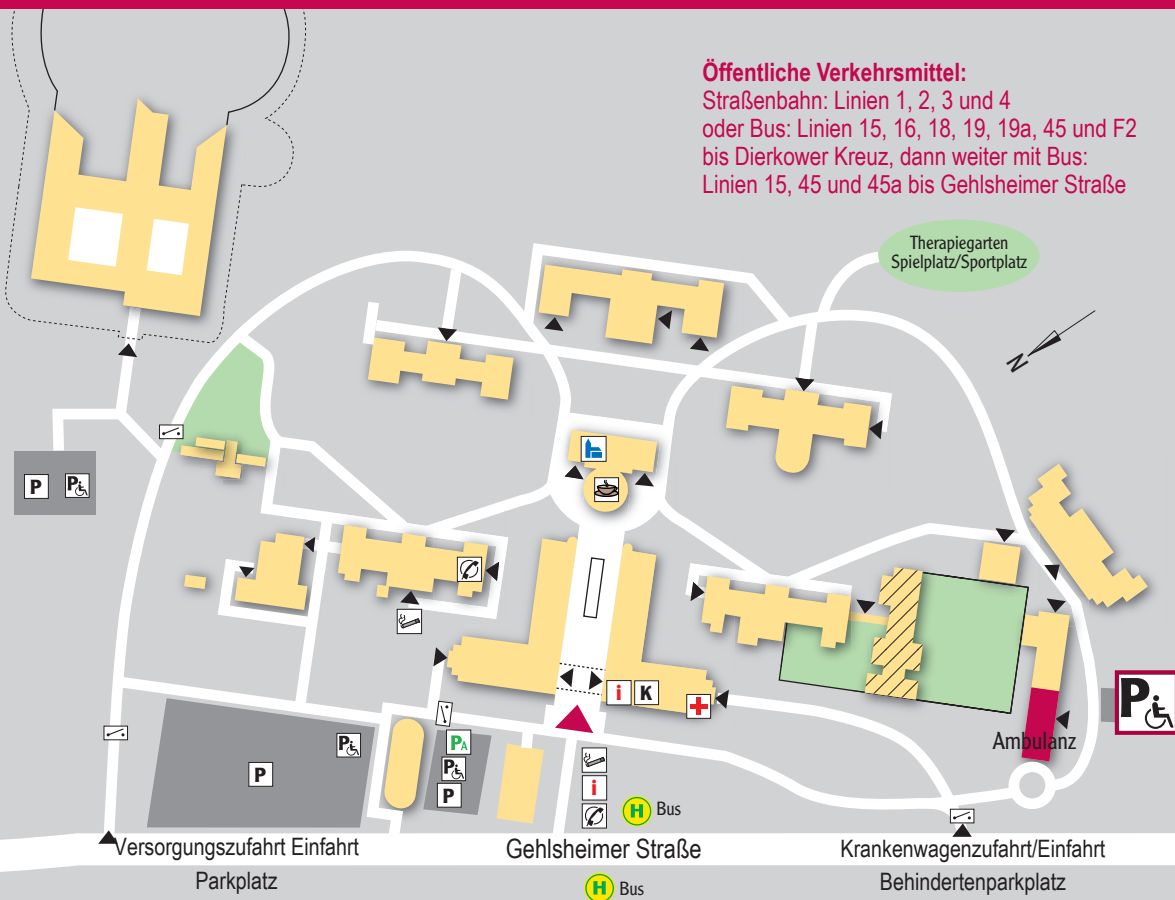 Öffentliche Verkehrsmittel:
Straßenbahn: Linien 1, 2, 3 und 4
oder Bus: Linien 15, 16, 18, 19, 19a, 45 und F2
bis Dierkower Kreuz, dann weiter mit Bus:
Linien 15, 45 und 45a bis Gehlsheimer Straße
Therapiegarten
Spielplatz/Sportplatz
N
P P
i K
P
Ambulanz
P
PA
P
P
P
i
H Bus
Versorgungszufahrt Einfahrt
Gehlsheimer Straße
Krankenwagenzufahrt/Einfahrt
Parkplatz
H Bus
Behindertenparkplatz